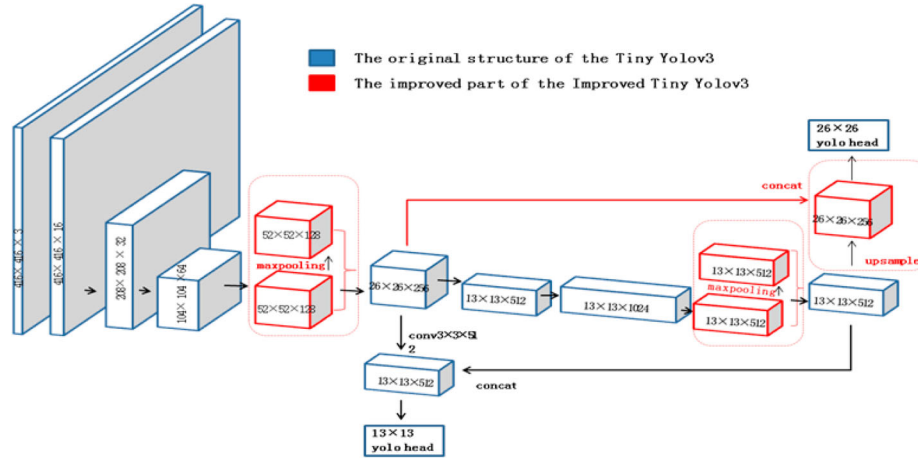 The original structure of the Tiny Yolov3
The improved part of the Improved Tiny Yolov3
416×416×3
416×416×16
208×208×32
104×104×64
52×52×128
maxpooling
52×52×128
26×26×256
conv3×3×51
2
13×13×512
13×13
yolo head
13×13×512
13×13×1024
13×13×512
maxpooling
13×13×512
concat
26×26
yolo head
26×26×256
upsample
13×13×512
concat